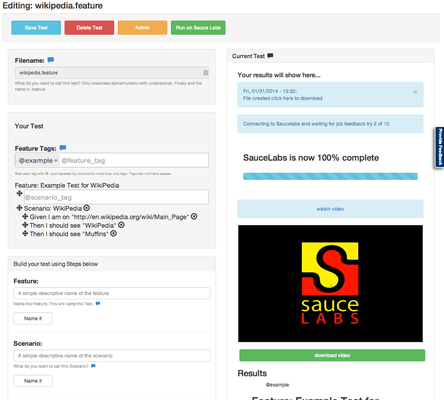 Editing: wikipedia.feature
Save Test
Delete Test
Admin
Run on Sauce Labs
Filename:
wikipedia.feature
What do you want to call this test? Only lowercase alpha/numeric with underscores. Finally end the
name in .feature
Your Test
Feature Tags:
@example × @feature_tag
Start each tag with @. Just separate by comma for more than one tags. Tags can not have spaces
Feature: Example Test for WikiPedia
@scenario_tag
Scenario: WikiPedia
Given I am on "http://en.wikipedia.org/wiki/Main_Page"
Then I should see "WikiPedia"
Then I should see "Muffins"
Build your test using Steps below
Feature:
A simple descriptive name of the feature
Name the Feature. This will name the Test.
Name it
Scenario:
A simple descriptive name of the scenario
What do you want to call this Scenario?
Name it
Current Test
Your results will show here...
Fri, 01/31/2014 - 15:32:
File created click here to download
×
Connecting to Saucelabs and waiting for job feedback try 2 of 10
SauceLabs is now 100% complete
watch video
sauce
LABS
download video
Results
@example
Feature: Example Test for
Provide Feedback